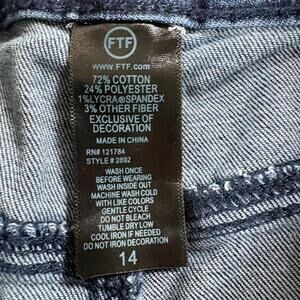 FTF
www.FTF.com
72% COTTON
24% POLYESTER
1%LYCRA®SPANDEX
3% OTHER FIBER
EXCLUSIVE OF
DECORATION
MADE IN CHINA
RN# 121784
STYLE # 2892
WASH ONCE
BEFORE WEARING
WASH INSIDE OUT
MACHINE WASH COLD
WITH LIKE COLORS
GENTLE CYCLE
DO NOT BLEACH
TUMBLE DRY LOW
COOL IRON IF NEEDED
DO NOT IRON DECORATION
14